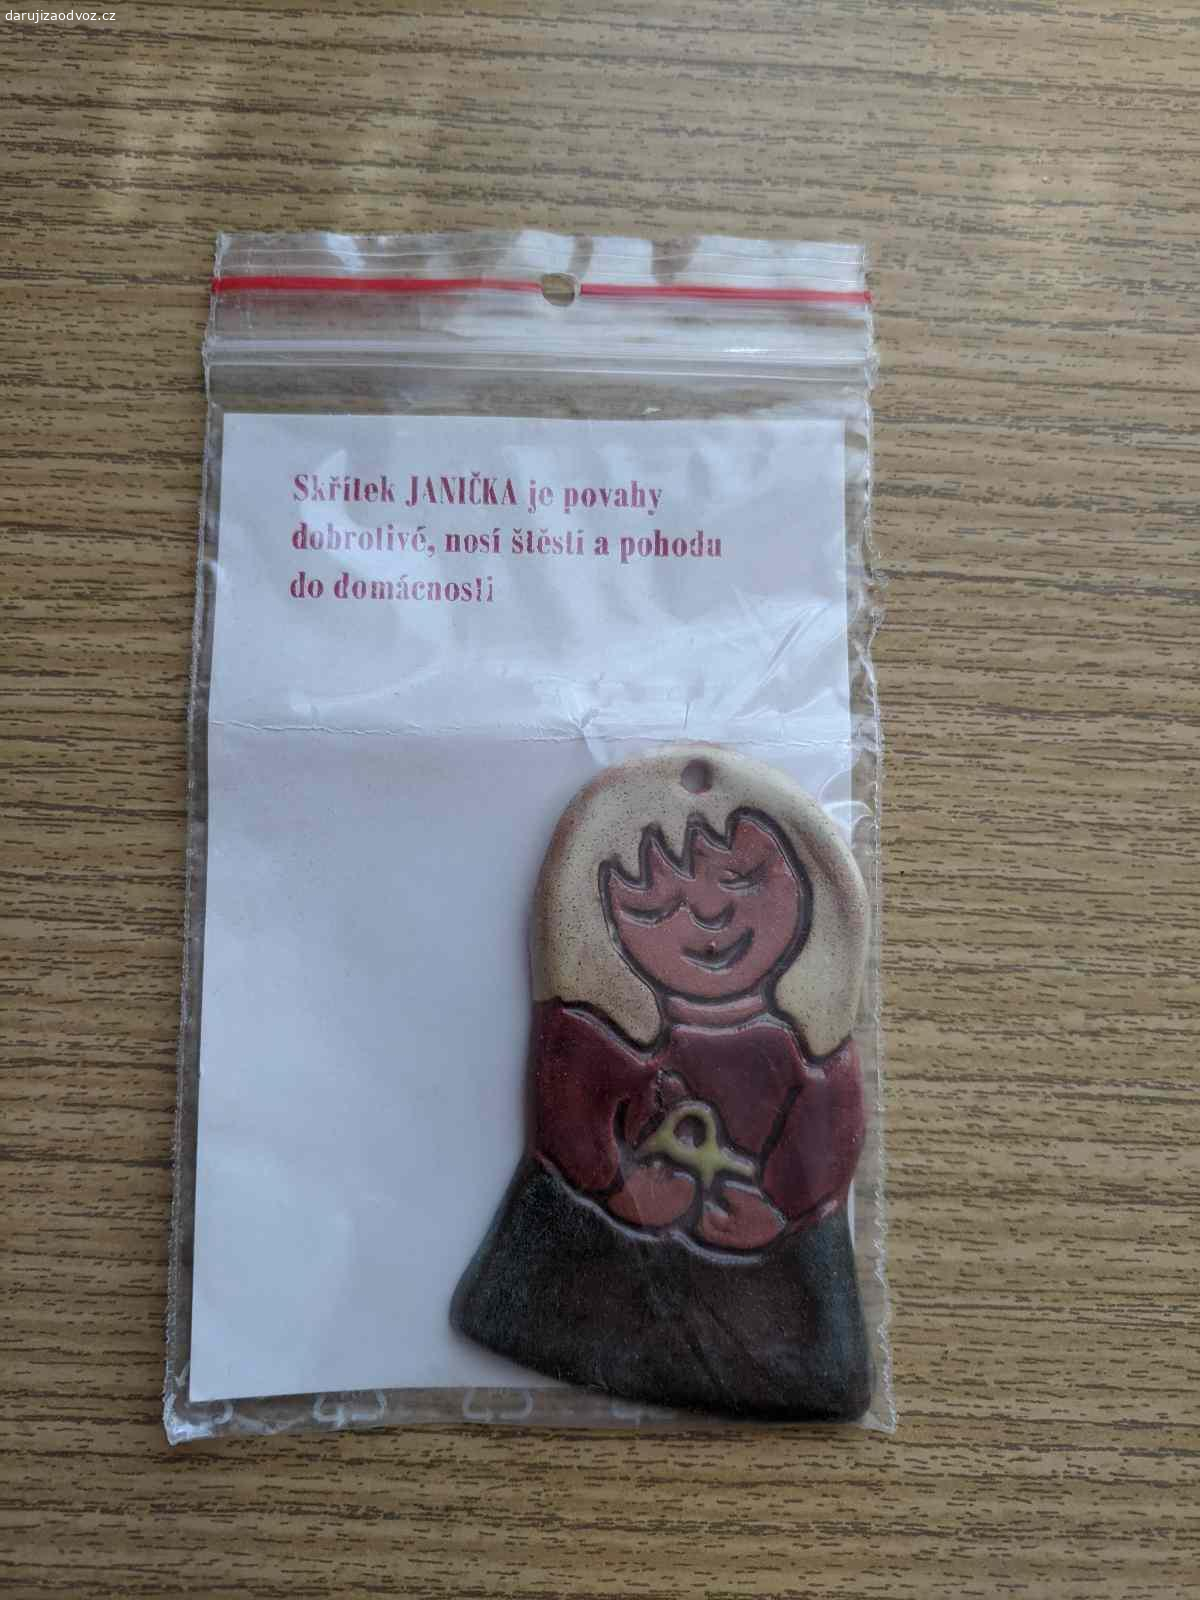 darujizaodvoz.cz
Skřítek JANIČKA je povahy
dobrotivé, nosí štěstí a pohodu
do domácnosti